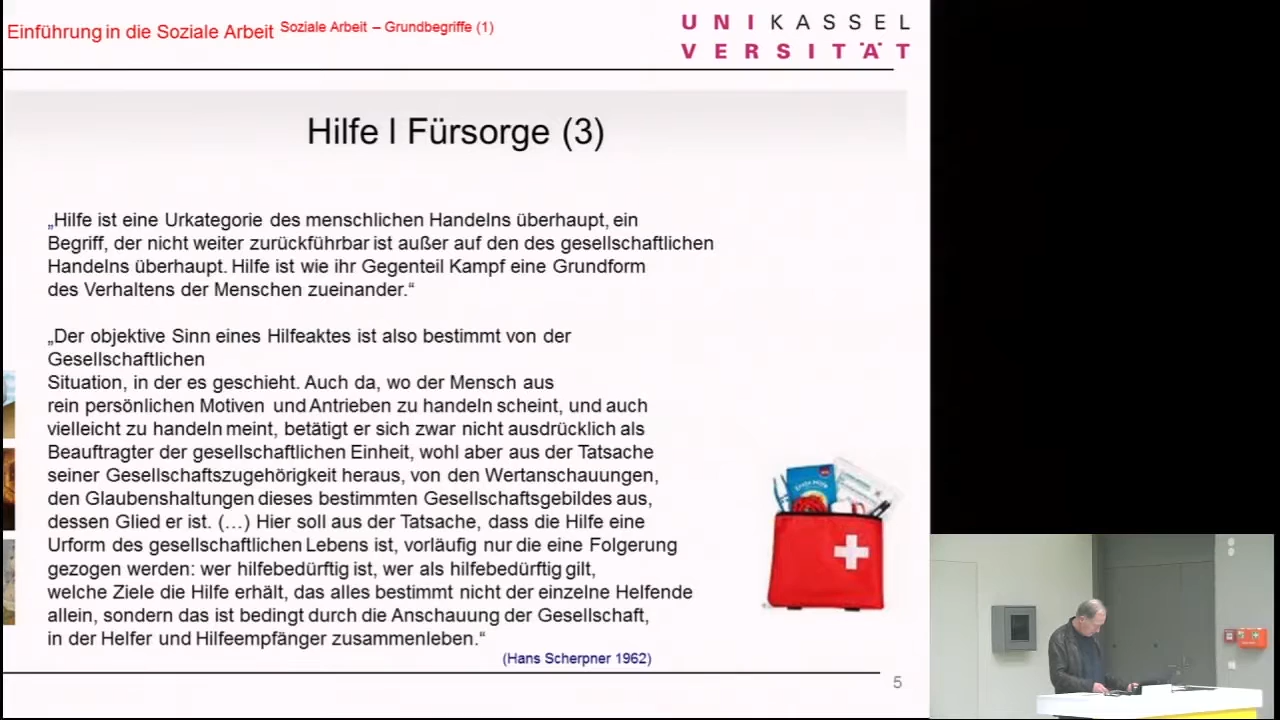 Einführung in die Soziale Arbeit Soziale Arbeit – Grundbegriffe (1)
UNIKASSEL
VERSITÄT
Hilfe l Fürsorge (3)
„Hilfe ist eine Urkategorie des menschlichen Handelns überhaupt, ein
Begriff, der nicht weiter zurückführbar ist außer auf den des gesellschaftlichen
Handelns überhaupt. Hilfe ist wie ihr Gegenteil Kampf eine Grundform
des Verhaltens der Menschen zueinander.“
„Der objektive Sinn eines Hilfeaktes ist also bestimmt von der
Gesellschaftlichen
Situation, in der es geschieht. Auch da, wo der Mensch aus
rein persönlichen Motiven und Antrieben zu handeln scheint, und auch
vielleicht zu handeln meint, betätigt er sich zwar nicht ausdrücklich als
Beauftragter der gesellschaftlichen Einheit, wohl aber aus der Tatsache
seiner Gesellschaftszugehörigkeit heraus, von den Wertanschauungen,
den Glaubenshaltungen dieses bestimmten Gesellschaftsgebildes aus,
dessen Glied er ist. (…) Hier soll aus der Tatsache, dass die Hilfe eine
Urform des gesellschaftlichen Lebens ist, vorläufig nur die eine Folgerung
gezogen werden: wer hilfebedürftig ist, wer als hilfebedürftig gilt,
welche Ziele die Hilfe erhält, das alles bestimmt nicht der einzelne Helfende
allein, sondern das ist bedingt durch die Anschauung der Gesellschaft,
in der Helfer und Hilfeempfänger zusammenleben.“
(Hans Scherpner 1962)
5